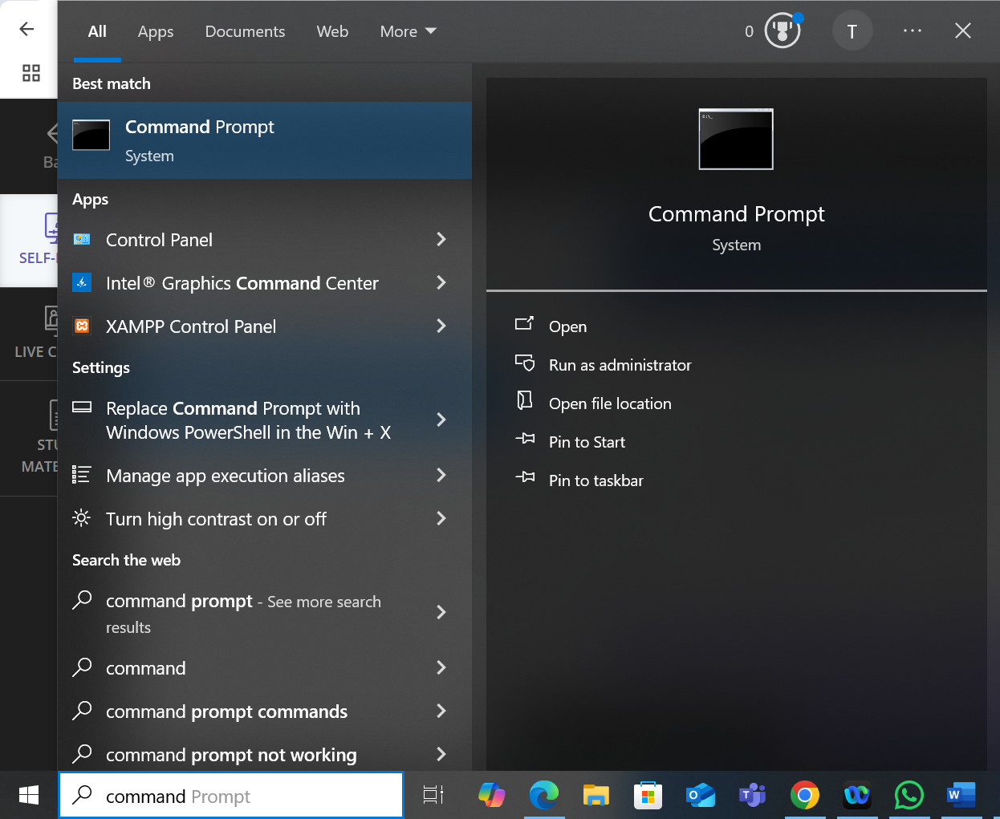 All Apps Documents Web More 0 T
Best match
Command Prompt
System
Apps
Control Panel
Intel® Graphics Command Center
XAMPP Control Panel
Settings
Replace Command Prompt with
Windows PowerShell in the Win + X
Manage app execution aliases
Turn high contrast on or off
Search the web
command prompt - See more search
results
command
command prompt commands
command prompt not working
command Prompt
Command Prompt
System
Open
Run as administrator
Open file location
Pin to Start
Pin to taskbar
Ba
SELF-
LIVE C
STU
MATE